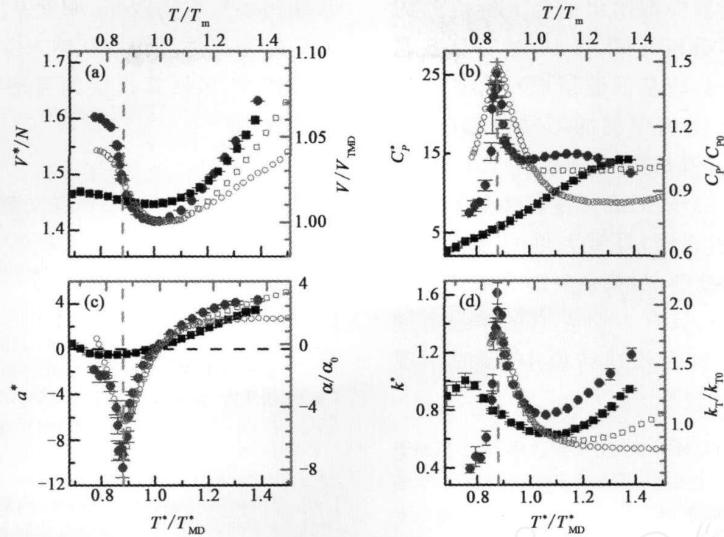 T/T_m
T/T_m
0.8 1.0 1.2 1.4
0.8 1.0 1.2 1.4
(a)
1.7
1.6
1.5
1.4
V*/N
1.10
1.05
1.00
V/V_TMD
(b)
25
15
5
C_P*
1.5
1.2
0.9
0.6
C_P/C_P0
(c)
4
0
-4
-8
-12
a*
4
0
-4
-8
α/α_0
(d)
1.6
1.2
0.8
0.4
k
2.0
1.5
1.0
k_T/k_T0
0.8 1.0 1.2 1.4
0.8 1.0 1.2 1.4
T*/T*_MD
T*/T*_MD